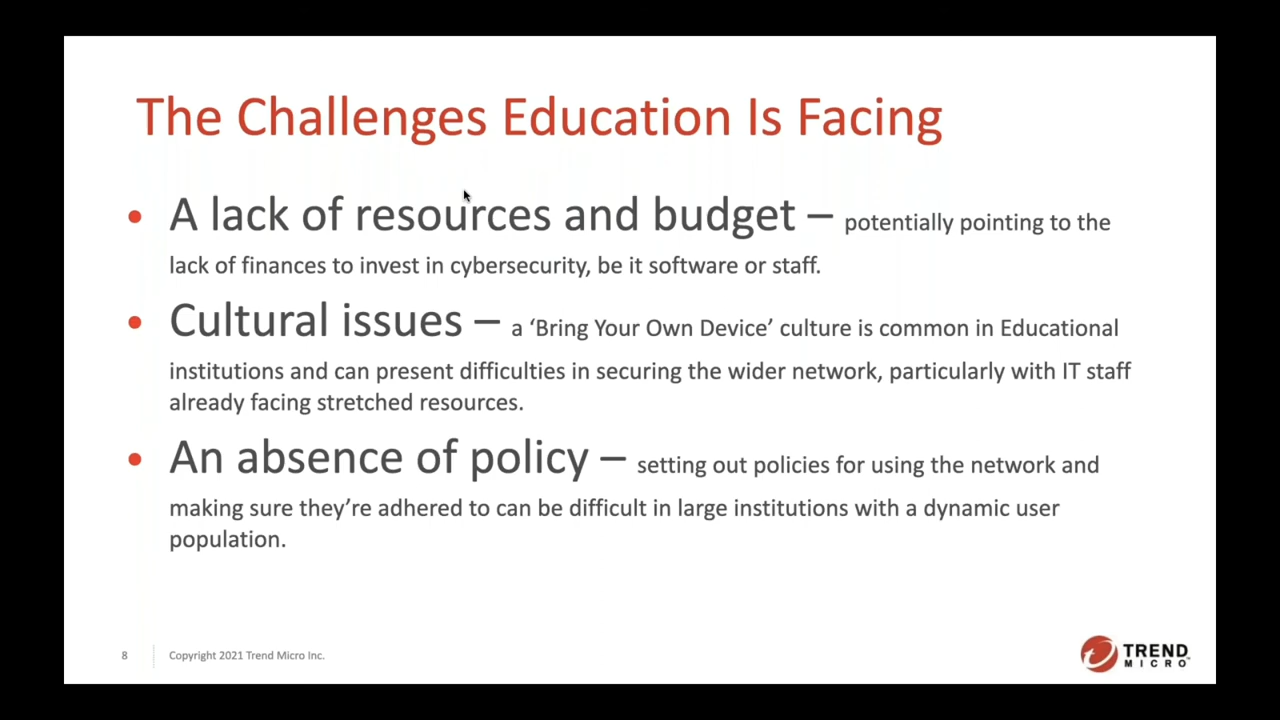 The Challenges Education Is Facing
• A lack of resources and budget – potentially pointing to the
lack of finances to invest in cybersecurity, be it software or staff.
• Cultural issues – a ‘Bring Your Own Device’ culture is common in Educational
institutions and can present difficulties in securing the wider network, particularly with IT staff
already facing stretched resources.
• An absence of policy – setting out policies for using the network and
making sure they’re adhered to can be difficult in large institutions with a dynamic user
population.
8
Copyright 2021 Trend Micro Inc.
TREND
MICRO